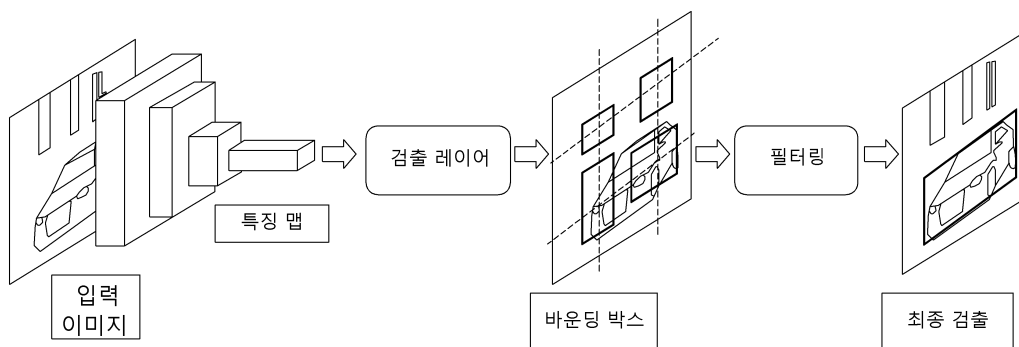 검출 레이어
필터링
특징 맵
입력
이미지
바운딩 박스
최종 검출